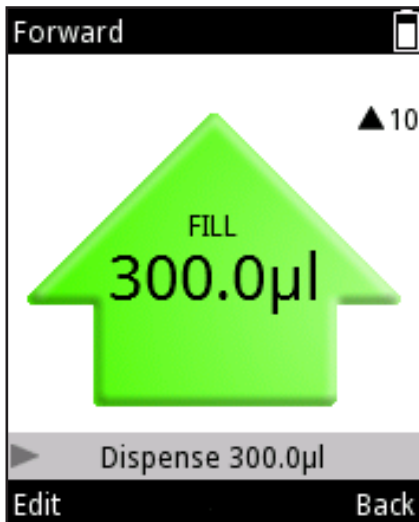 Forward
▲10
FILL
300.0µl
Dispense 300.0µl
Edit Back